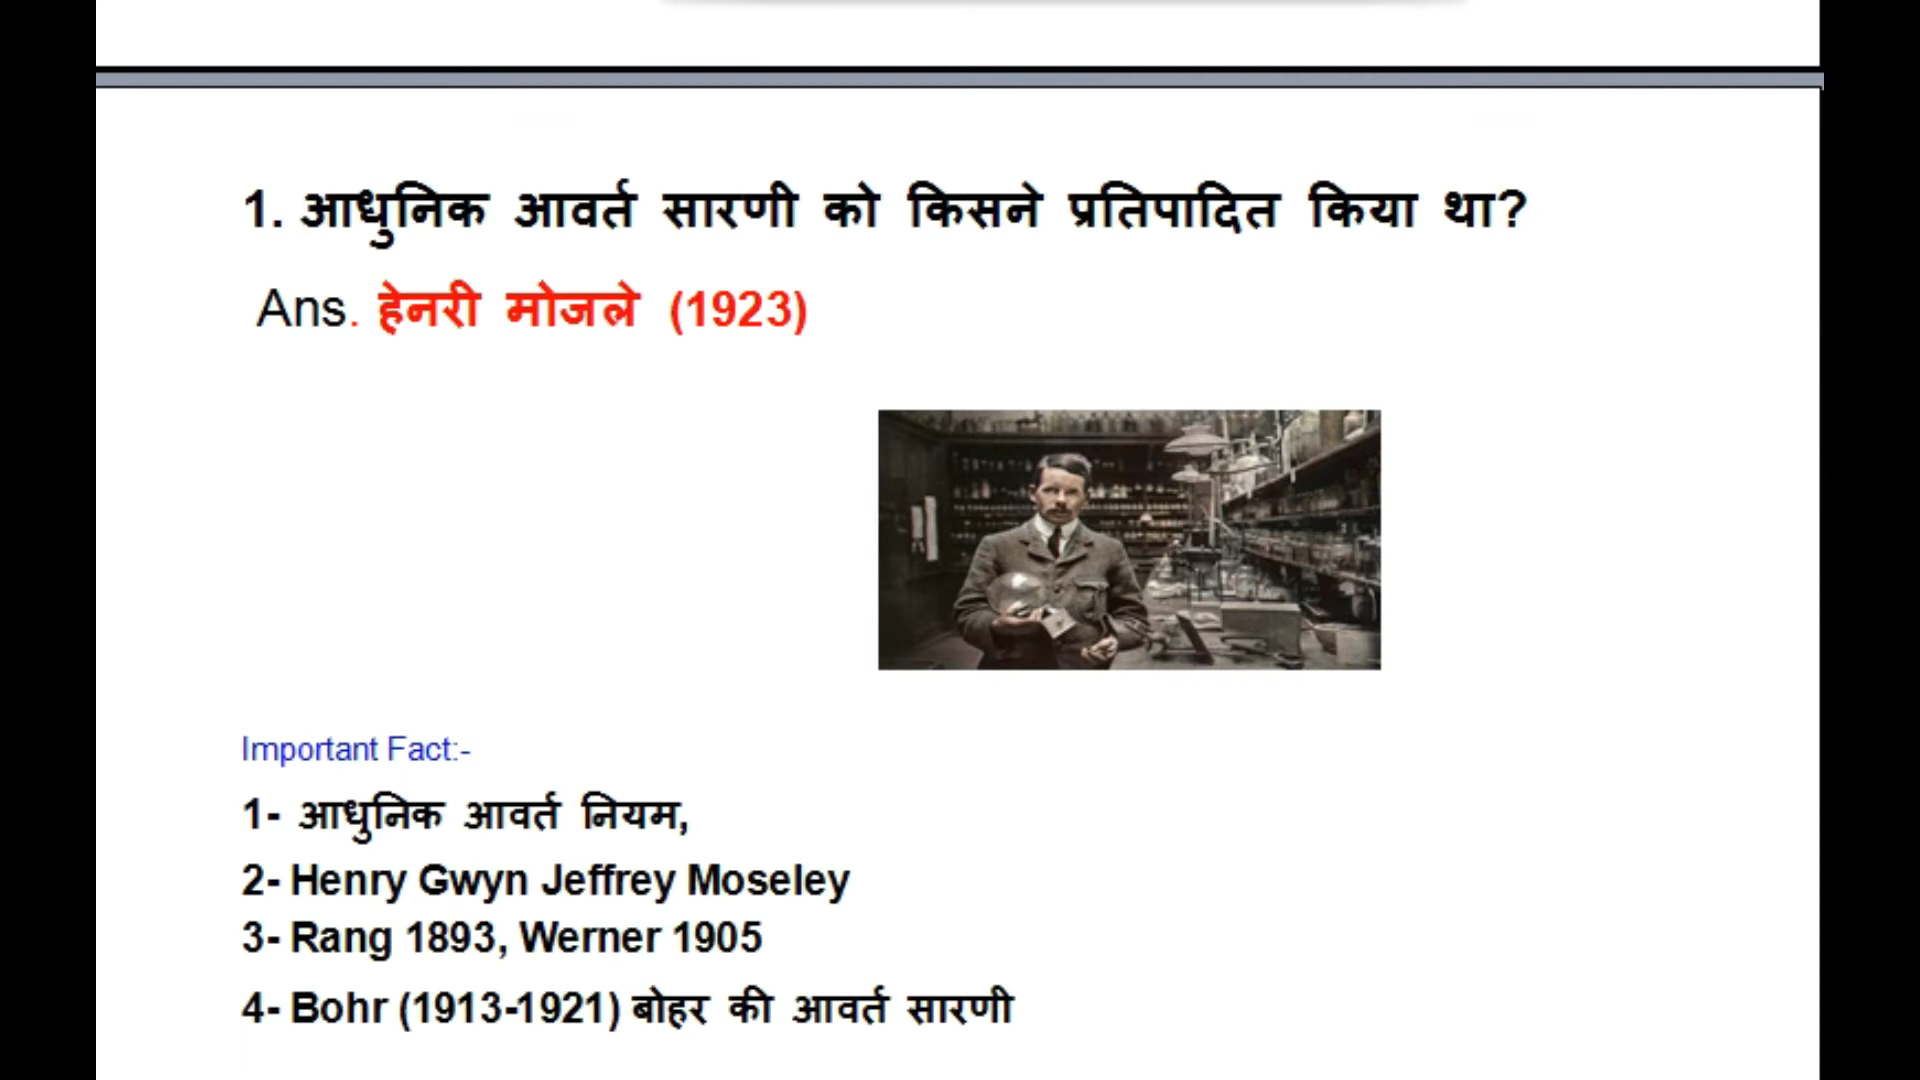 1. आधुनिक आवर्त सारणी को किसने प्रतिपादित किया था?
Ans. हेनरी मोजले (1923)
Important Fact:-
1- आधुनिक आवर्त नियम,
2- Henry Gwyn Jeffrey Moseley
3- Rang 1893, Werner 1905
4- Bohr (1913-1921) बोहर की आवर्त सारणी